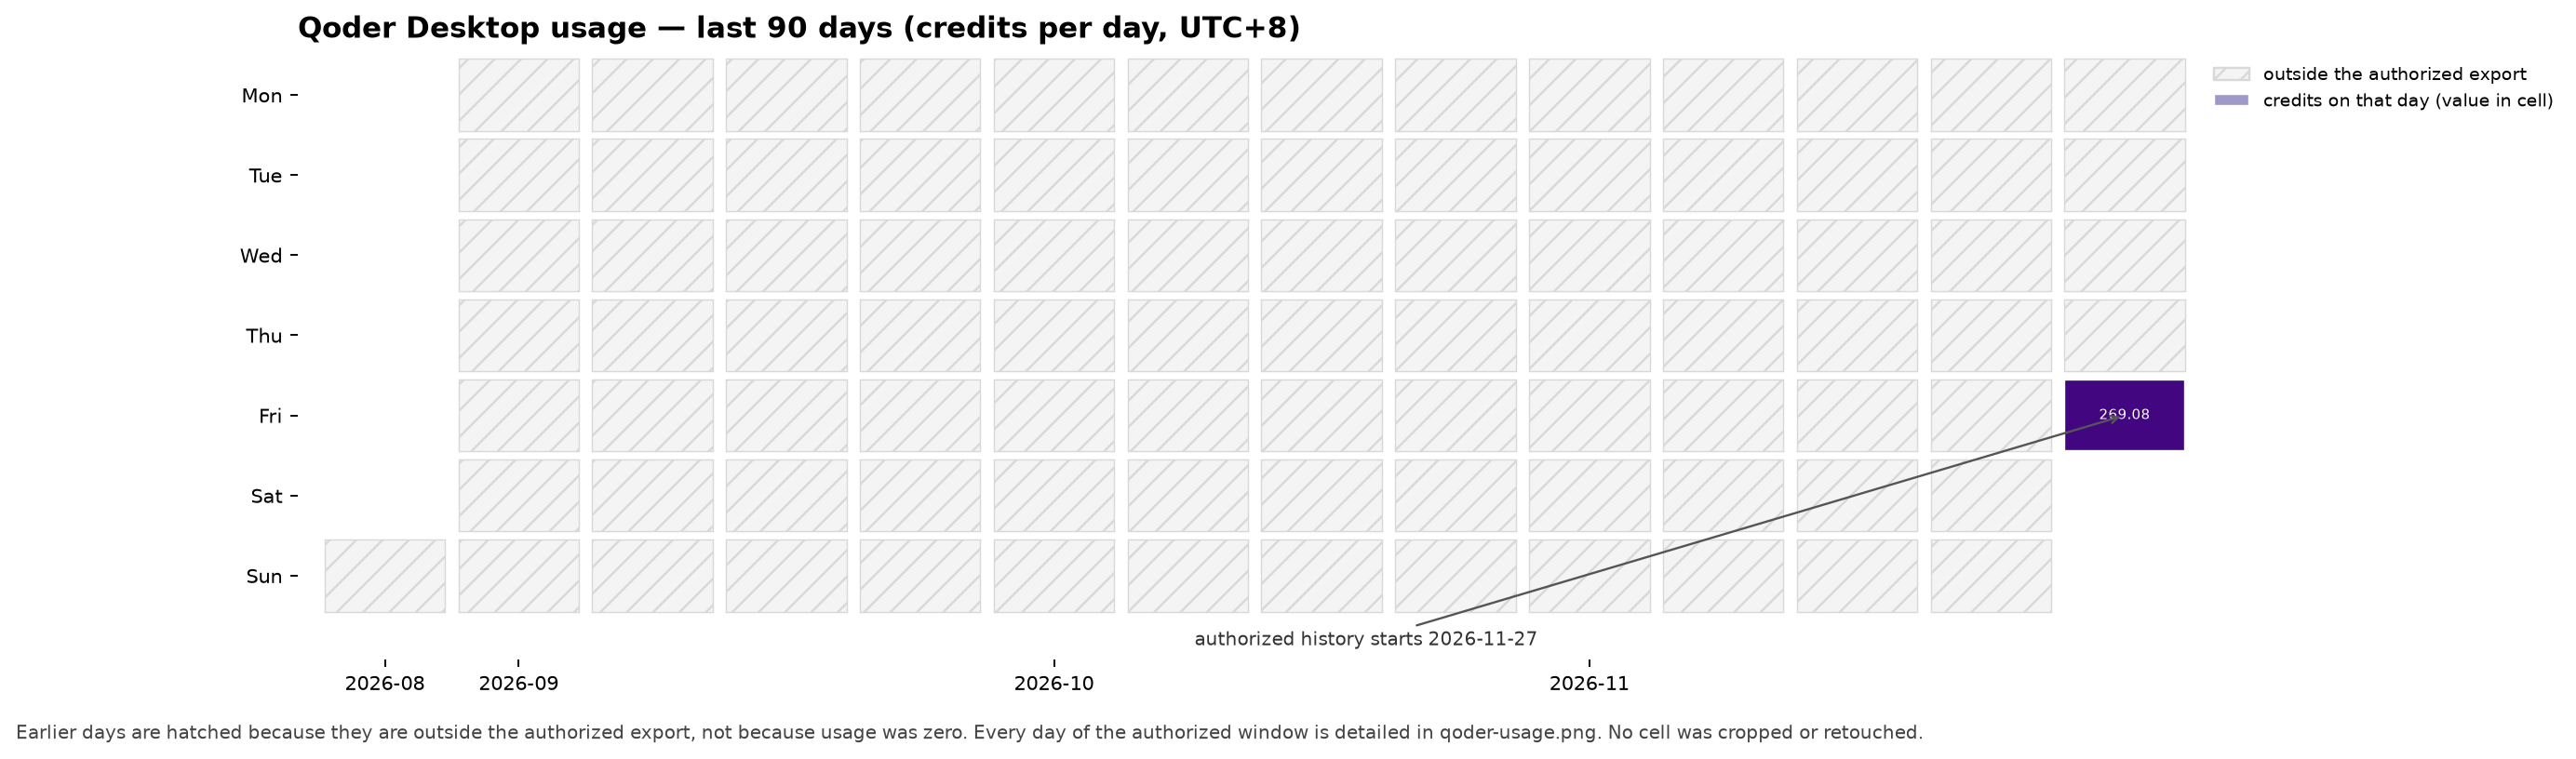 Qoder Desktop usage — last 90 days (credits per day, UTC+8)
outside the authorized export
credits on that day (value in cell)
Mon
Tue
Wed
Thu
Fri
269.08
Sat
Sun
authorized history starts 2026-11-27
2026-08 2026-09 2026-10 2026-11
Earlier days are hatched because they are outside the authorized export, not because usage was zero. Every day of the authorized window is detailed in qoder-usage.png. No cell was cropped or retouched.